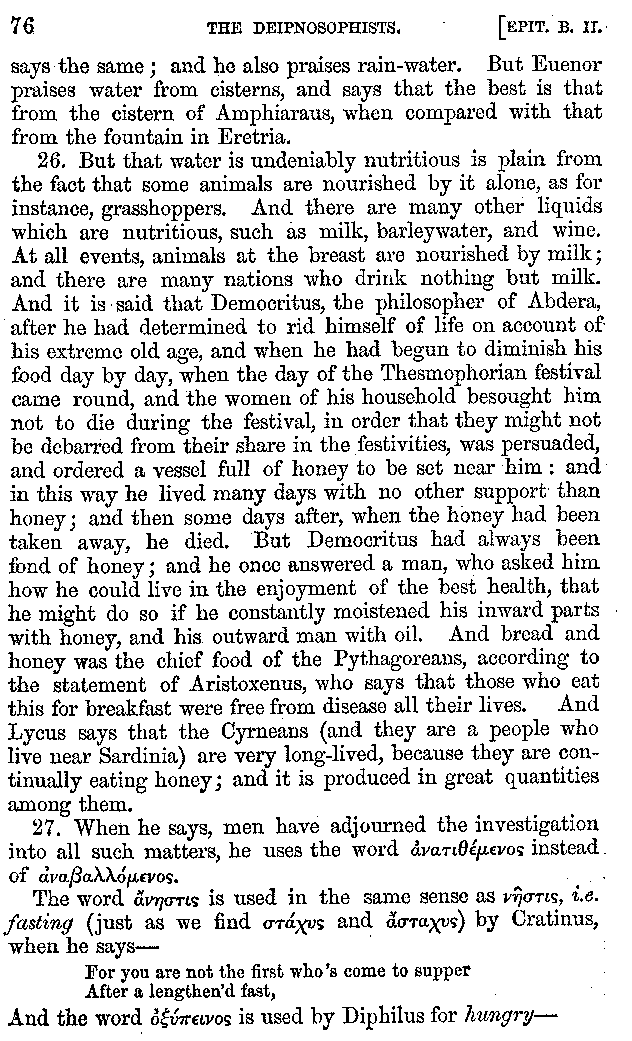 76 THE DEIPNOSOPHISTS. [EPIT. B. II.
says the same; and he also praises rain-water. But Euenor
praises water from cisterns, and says that the best is that
from the cistern of Amphiaraus, when compared with that
from the fountain in Eretria.
26. But that water is undeniably nutritious is plain from
the fact that some animals are nourished by it alone, as for
instance, grasshoppers. And there are many other liquids
which are nutritious, such as milk, barleywater, and wine.
At all events, animals at the breast are nourished by milk;
and there are many nations who drink nothing but milk.
And it is said that Democritus, the philosopher of Abdera,
after he had determined to rid himself of life on account of
his extreme old age, and when he had begun to diminish his
food day by day, when the day of the Thesmophorian festival
came round, and the women of his household besought him
not to die during the festival, in order that they might not
be debarred from their share in the festivities, was persuaded,
and ordered a vessel full of honey to be set near him: and
in this way he lived many days with no other support than
honey; and then some days after, when the honey had been
taken away, he died. But Democritus had always been
fond of honey; and he once answered a man, who asked him
how he could live in the enjoyment of the best health, that
he might do so if he constantly moistened his inward parts
with honey, and his outward man with oil. And bread and
honey was the chief food of the Pythagoreans, according to
the statement of Aristoxenus, who says that those who eat
this for breakfast were free from disease all their lives. And
Lycus says that the Cyrneans (and they are a people who
live near Sardinia) are very long-lived, because they are con-
tinually eating honey; and it is produced in great quantities
among them.
27. When he says, men have adjourned the investigation
into all such matters, he uses the word ἀνατιθέμενος instead
of ἀναβαλλόμενος.
The word ἄνηστις is used in the same sense as νῆστις, i.e.
fasting (just as we find στάχυς and ἄσταχυς) by Cratinus,
when he says—
For you are not the first who's come to supper
After a lengthen'd fast,
And the word ὀξύπεινος is used by Diphilus for hungry—